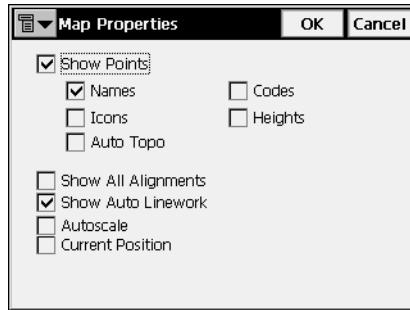 Map Properties OK Cancel
Show Points
Names Codes
Icons Heights
Auto Topo
Show All Alignments
Show Auto Linework
Autoscale
Current Position